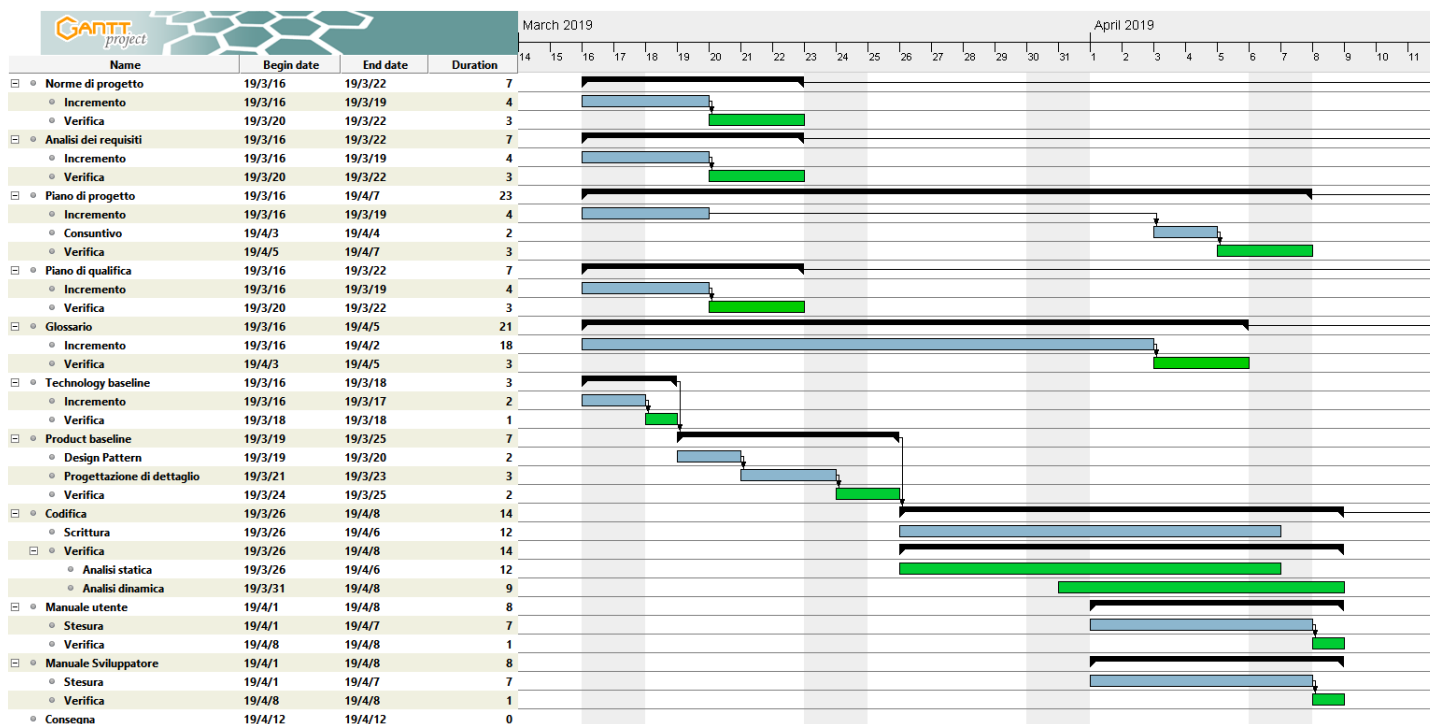 GANTT
project
March 2019 April 2019
Name Begin date End date Duration 14 15 16 17 18 19 20 21 22 23 24 25 26 27 28 29 30 31 1 2 3 4 5 6 7 8 9 10 11
Norme di progetto 19/3/16 19/3/22 7
Incremento 19/3/16 19/3/19 4
Verifica 19/3/20 19/3/22 3
Analisi dei requisiti 19/3/16 19/3/22 7
Incremento 19/3/16 19/3/19 4
Verifica 19/3/20 19/3/22 3
Piano di progetto 19/3/16 19/4/7 23
Incremento 19/3/16 19/3/19 4
Consuntivo 19/4/3 19/4/4 2
Verifica 19/4/5 19/4/7 3
Piano di qualifica 19/3/16 19/3/22 7
Incremento 19/3/16 19/3/19 4
Verifica 19/3/20 19/3/22 3
Glossario 19/3/16 19/4/5 21
Incremento 19/3/16 19/4/2 18
Verifica 19/4/3 19/4/5 3
Technology baseline 19/3/16 19/3/18 3
Incremento 19/3/16 19/3/17 2
Verifica 19/3/18 19/3/18 1
Product baseline 19/3/19 19/3/25 7
Design Pattern 19/3/19 19/3/20 2
Progettazione di dettaglio 19/3/21 19/3/23 3
Verifica 19/3/24 19/3/25 2
Codifica 19/3/26 19/4/8 14
Scrittura 19/3/26 19/4/6 12
Verifica 19/3/26 19/4/8 14
Analisi statica 19/3/26 19/4/6 12
Analisi dinamica 19/3/31 19/4/8 9
Manuale utente 19/4/1 19/4/8 8
Stesura 19/4/1 19/4/7 7
Verifica 19/4/8 19/4/8 1
Manuale Sviluppatore 19/4/1 19/4/8 8
Stesura 19/4/1 19/4/7 7
Verifica 19/4/8 19/4/8 1
Consegna 19/4/12 19/4/12 0